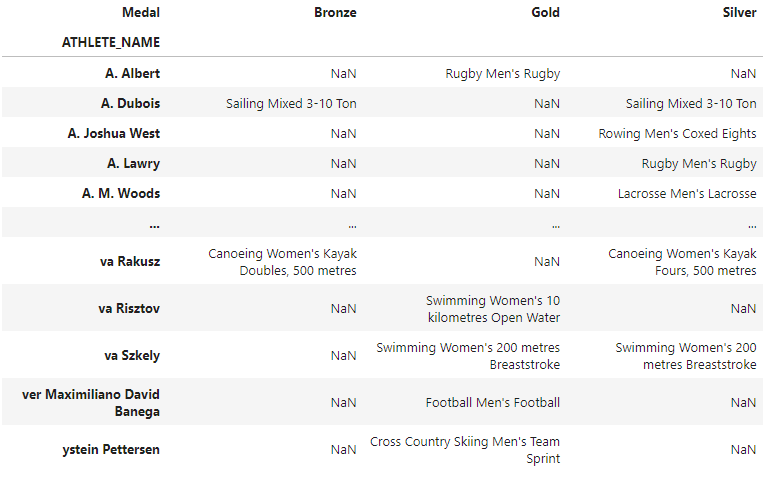 Medal Bronze Gold Silver
ATHLETE_NAME
A. Albert NaN Rugby Men's Rugby NaN
A. Dubois Sailing Mixed 3-10 Ton NaN Sailing Mixed 3-10 Ton
A. Joshua West NaN NaN Rowing Men's Coxed Eights
A. Lawry NaN NaN Rugby Men's Rugby
A. M. Woods NaN NaN Lacrosse Men's Lacrosse
... ... ... ...
va Rakusz Canoeing Women's Kayak Doubles, 500 metres NaN Canoeing Women's Kayak Fours, 500 metres
va Risztov NaN Swimming Women's 10 kilometres Open Water NaN
va Szkely NaN Swimming Women's 200 metres Breaststroke Swimming Women's 200 metres Breaststroke
ver Maximiliano David Banega NaN Football Men's Football NaN
ystein Pettersen NaN Cross Country Skiing Men's Team Sprint NaN